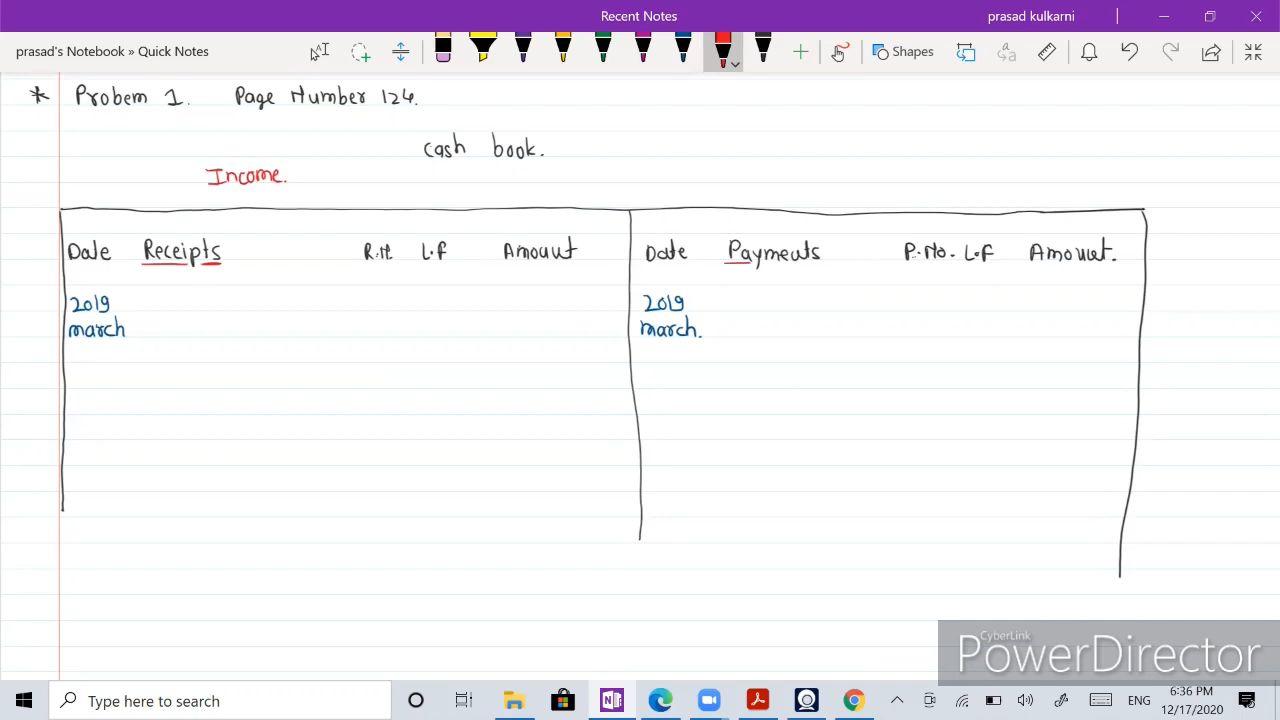 Recent Notes
prasad kulkarni
prasad's Notebook » Quick Notes
Shapes
* Probem 1. Page Number 124.
cash book.
Income.
Date Receipts R.N L.F Amount Date Payments P.No. L.F Amount.
2019 2019
march march.
CyberLink
PowerDirector
Type here to search
ENG
6:36 PM
12/17/2020